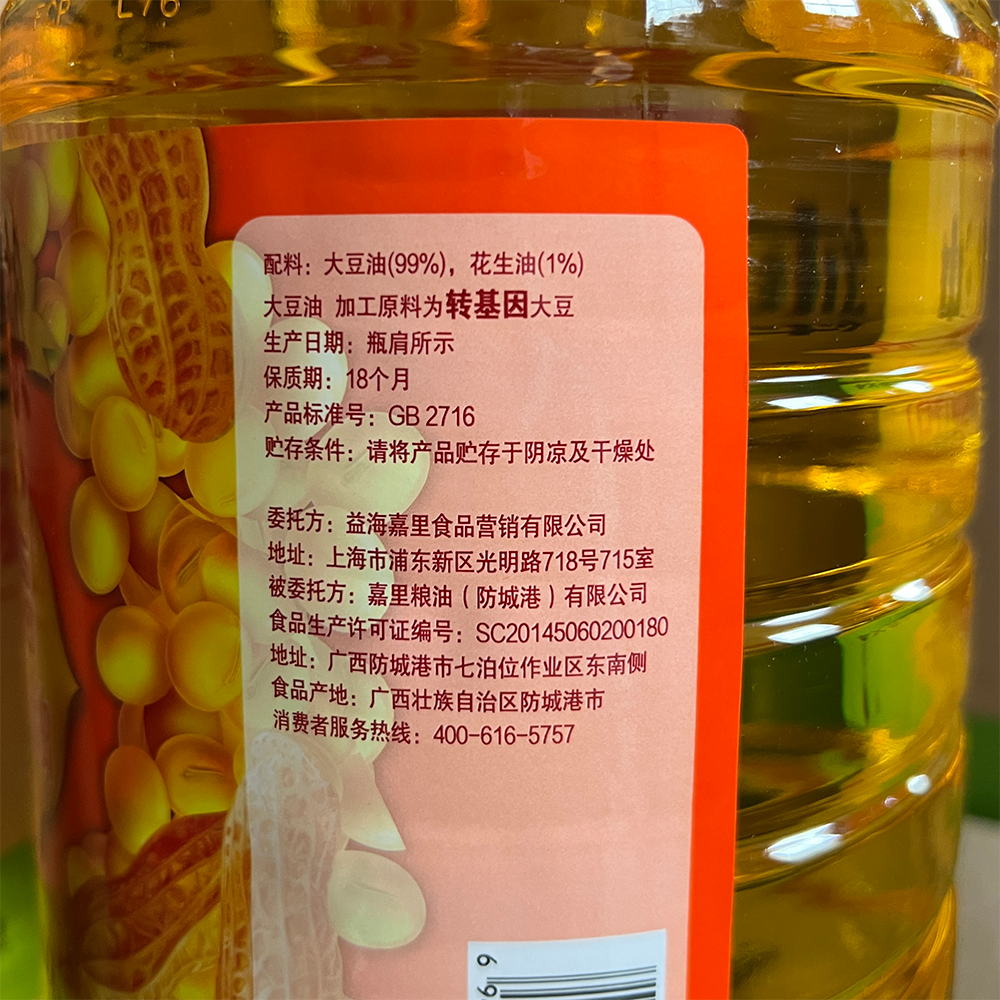 配料：大豆油(99%)，花生油(1%)
大豆油 加工原料为转基因大豆
生产日期：瓶肩所示
保质期：18个月
产品标准号：GB 2716
贮存条件：请将产品贮存于阴凉及干燥处
委托方：益海嘉里食品营销有限公司
地址：上海市浦东新区光明路718号715室
被委托方：嘉里粮油（防城港）有限公司
食品生产许可证编号：SC20145060200180
地址：广西防城港市七泊位作业区东南侧
食品产地：广西壮族自治区防城港市
消费者服务热线：400-616-5757